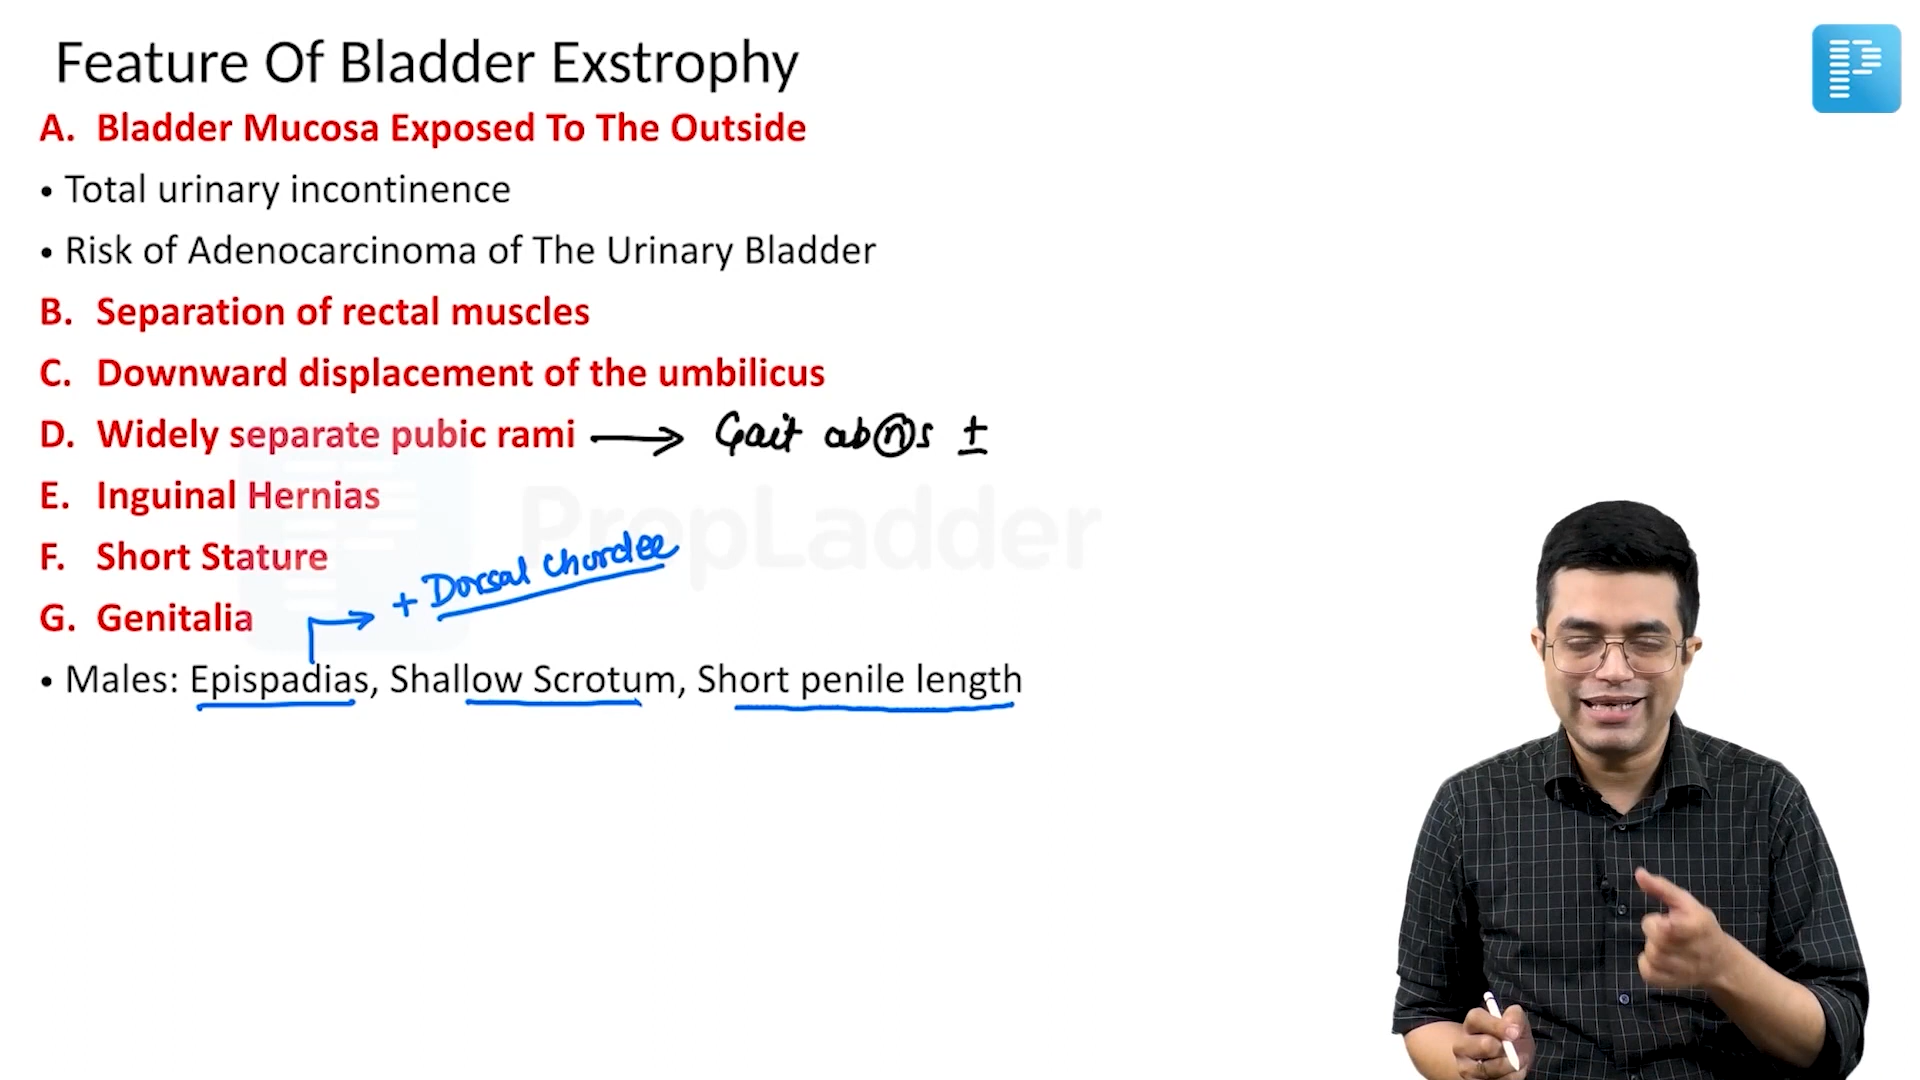 Feature Of Bladder Exstrophy
A. Bladder Mucosa Exposed To The Outside
• Total urinary incontinence
• Risk of Adenocarcinoma of The Urinary Bladder
B. Separation of rectal muscles
C. Downward displacement of the umbilicus
D. Widely separate pubic rami → Gait abⓝs ±
E. Inguinal Hernias
PrepLadder
F. Short Stature
+ Dorsal chordee
G. Genitalia
• Males: Epispadias, Shallow Scrotum, Short penile length